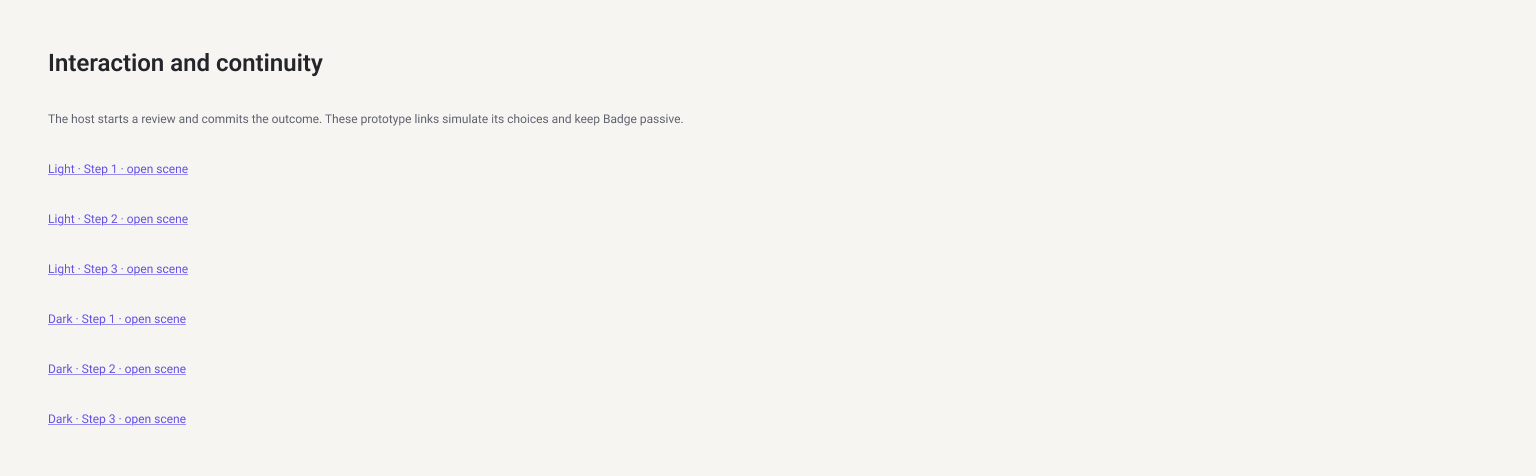 Interaction and continuity
The host starts a review and commits the outcome. These prototype links simulate its choices and keep Badge passive.
Light · Step 1 · open scene
Light · Step 2 · open scene
Light · Step 3 · open scene
Dark · Step 1 · open scene
Dark · Step 2 · open scene
Dark · Step 3 · open scene